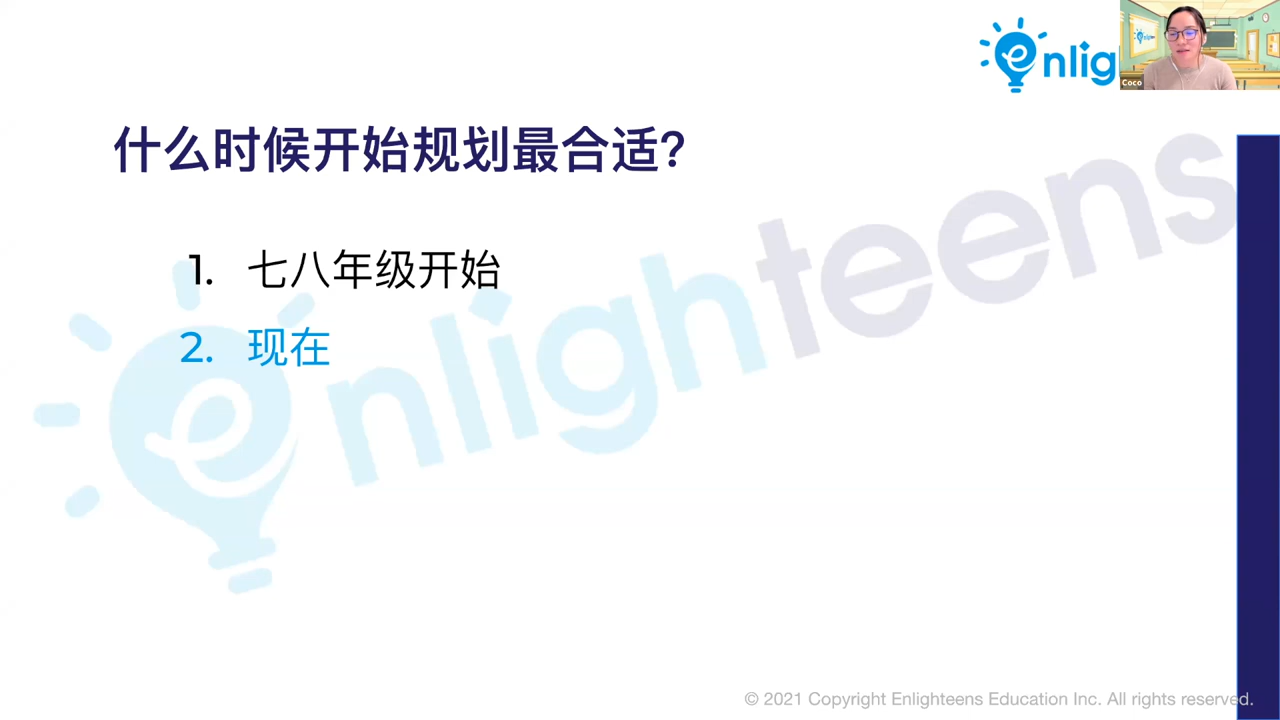 enlig
Coco
什么时候开始规划最合适?
1. 七八年级开始
2. 现在
enlighteens
© 2021 Copyright Enlighteens Education Inc. All rights reserved.